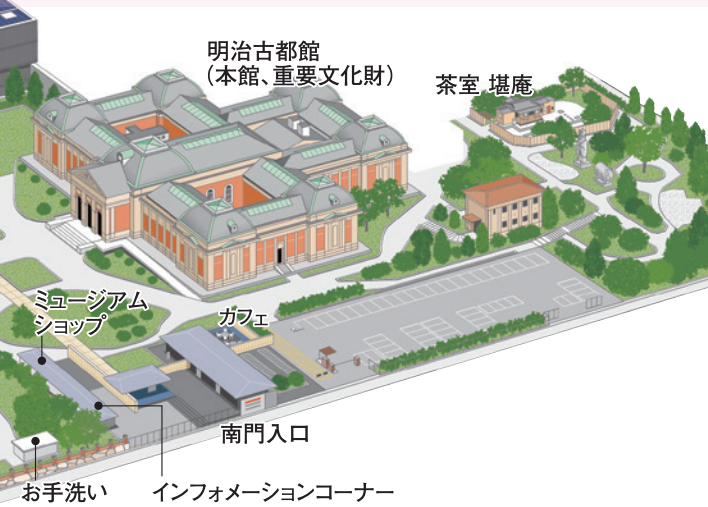 明治古都館
（本館、重要文化財）
茶室 堪庵
ミュージアム
ショップ
カフェ
南門入口
お手洗い
インフォメーションコーナー